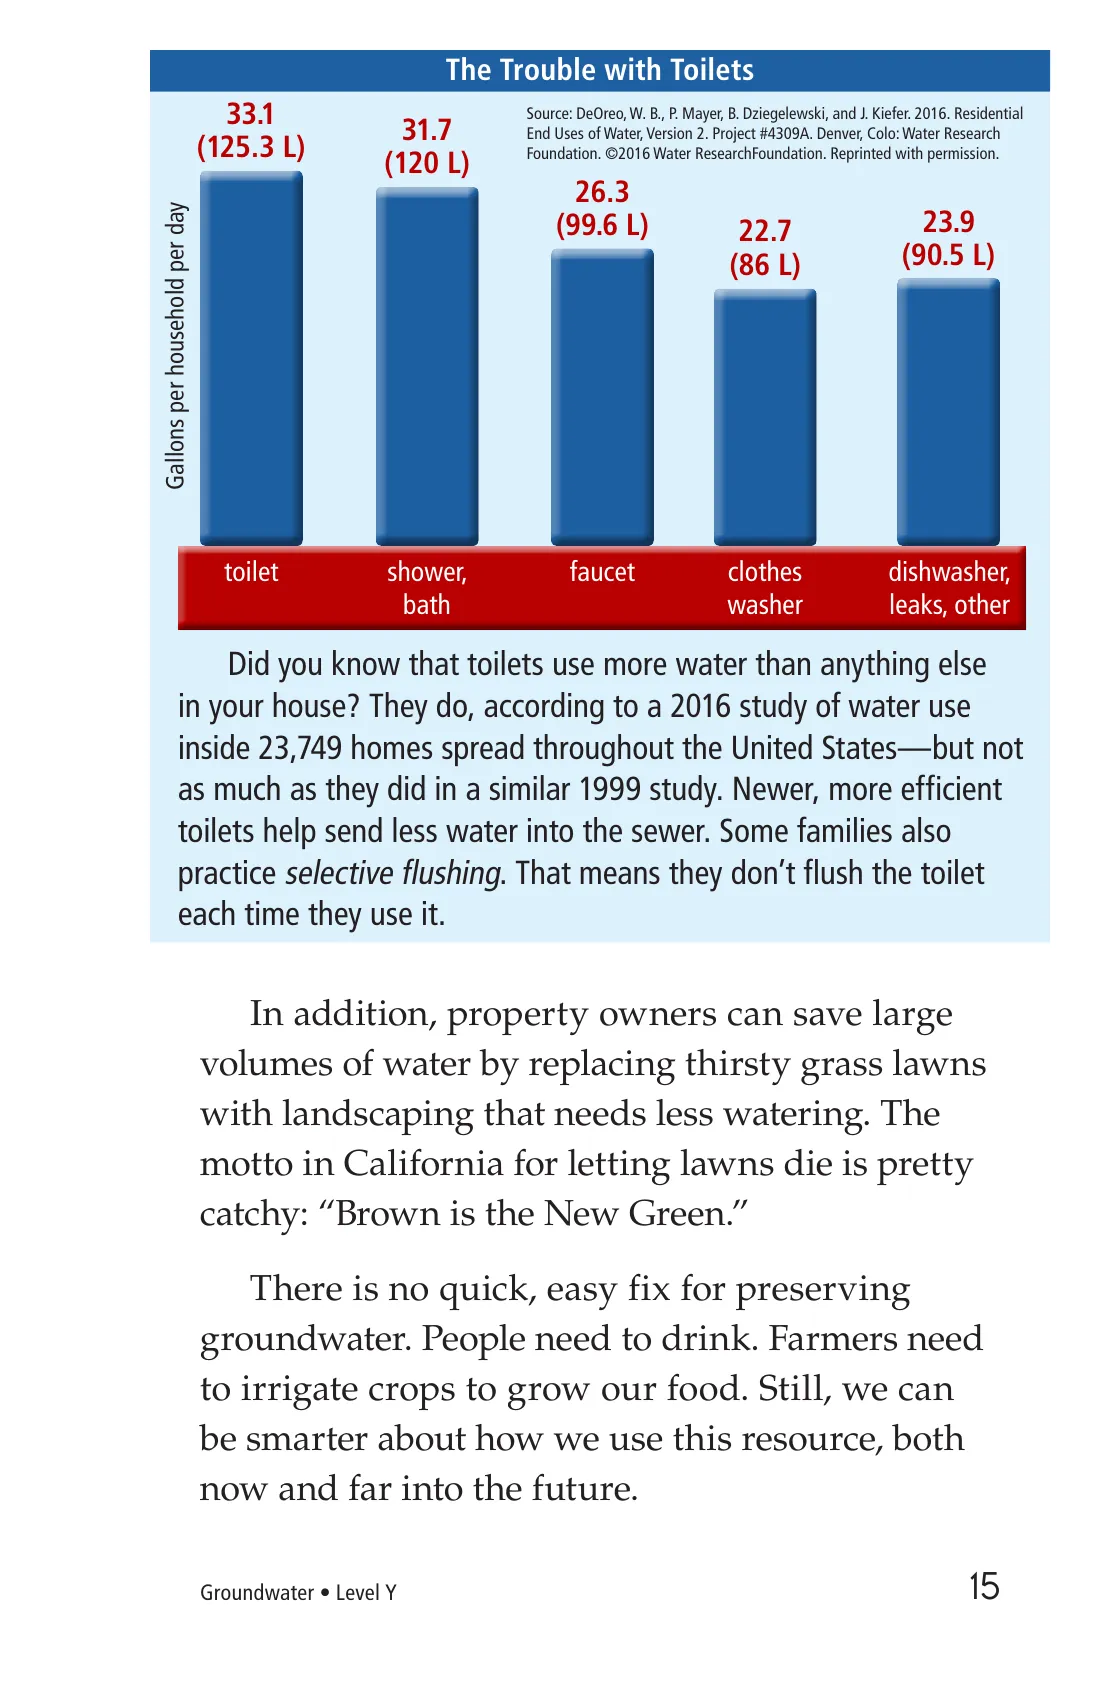 The Trouble with Toilets
Source: DeOreo, W. B., P. Mayer, B. Dziegelewski, and J. Kiefer. 2016. Residential
End Uses of Water, Version 2. Project #4309A. Denver, Colo: Water Research
Foundation. ©2016 Water ResearchFoundation. Reprinted with permission.
Gallons per household per day
33.1
(125.3 L)
31.7
(120 L)
26.3
(99.6 L)
22.7
(86 L)
23.9
(90.5 L)
toilet
shower,
bath
faucet
clothes
washer
dishwasher,
leaks, other
Did you know that toilets use more water than anything else
in your house? They do, according to a 2016 study of water use
inside 23,749 homes spread throughout the United States—but not
as much as they did in a similar 1999 study. Newer, more efficient
toilets help send less water into the sewer. Some families also
practice selective flushing. That means they don’t flush the toilet
each time they use it.
In addition, property owners can save large
volumes of water by replacing thirsty grass lawns
with landscaping that needs less watering. The
motto in California for letting lawns die is pretty
catchy: “Brown is the New Green.”
There is no quick, easy fix for preserving
groundwater. People need to drink. Farmers need
to irrigate crops to grow our food. Still, we can
be smarter about how we use this resource, both
now and far into the future.
Groundwater • Level Y
15